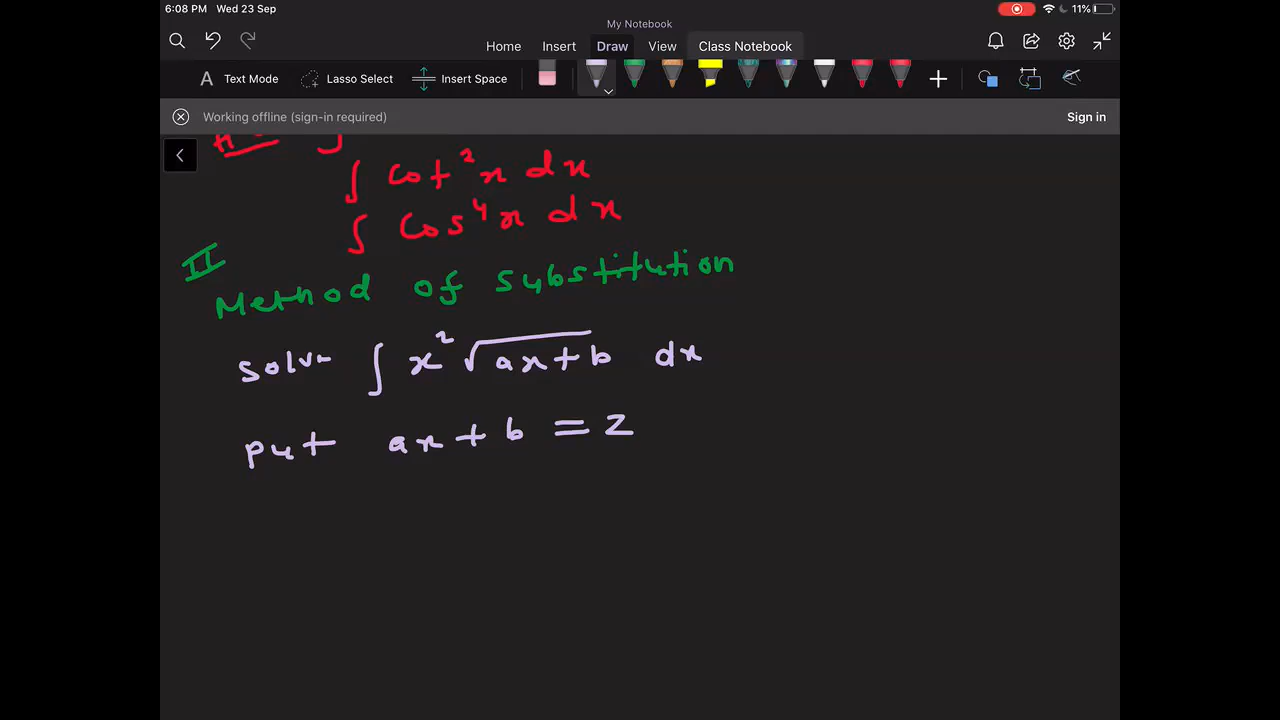 6:08 PM Wed 23 Sep
11%
My Notebook
Home Insert Draw View Class Notebook
A Text Mode Lasso Select Insert Space
Working offline (sign-in required) Sign in
∫ cot²x dx
∫ cos⁴x dx
II
Method of substitution
solve ∫ x²√(ax+b) dx
put ax + b = z